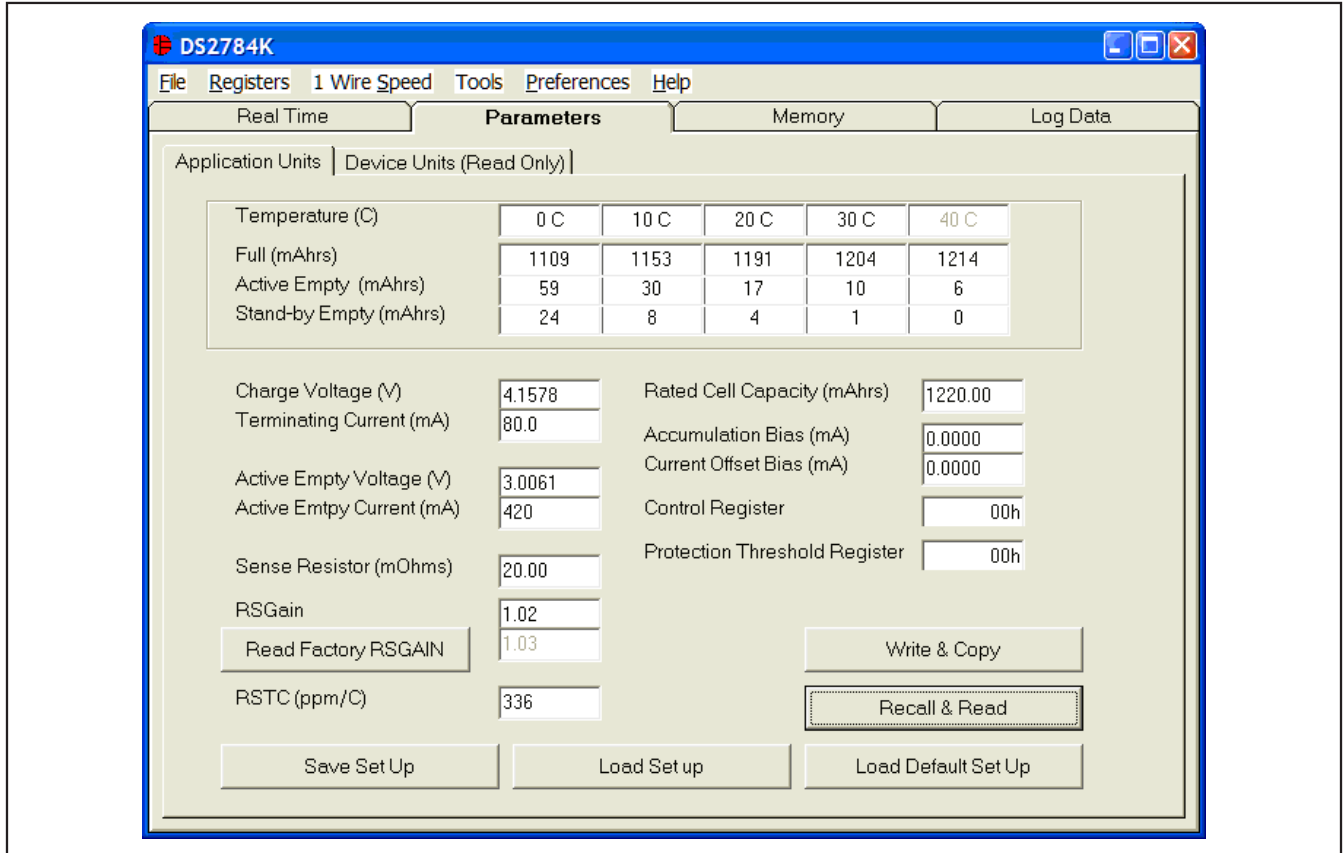 DS2784K
File Registers 1 Wire Speed Tools Preferences Help
Real Time Parameters Memory Log Data
Application Units Device Units (Read Only)
Temperature (C) 0 C 10 C 20 C 30 C 40 C
Full (mAhrs) 1109 1153 1191 1204 1214
Active Empty (mAhrs) 59 30 17 10 6
Stand-by Empty (mAhrs) 24 8 4 1 0
Charge Voltage (V) 4.1578 Rated Cell Capacity (mAhrs) 1220.00
Terminating Current (mA) 80.0
Accumulation Bias (mA) 0.0000
Current Offset Bias (mA) 0.0000
Active Empty Voltage (V) 3.0061
Active Emtpy Current (mA) 420 Control Register 00h
Protection Threshold Register 00h
Sense Resistor (mOhms) 20.00
RSGain 1.02
Read Factory RSGAIN 1.03 Write & Copy
RSTC (ppm/C) 336 Recall & Read
Save Set Up Load Set up Load Default Set Up